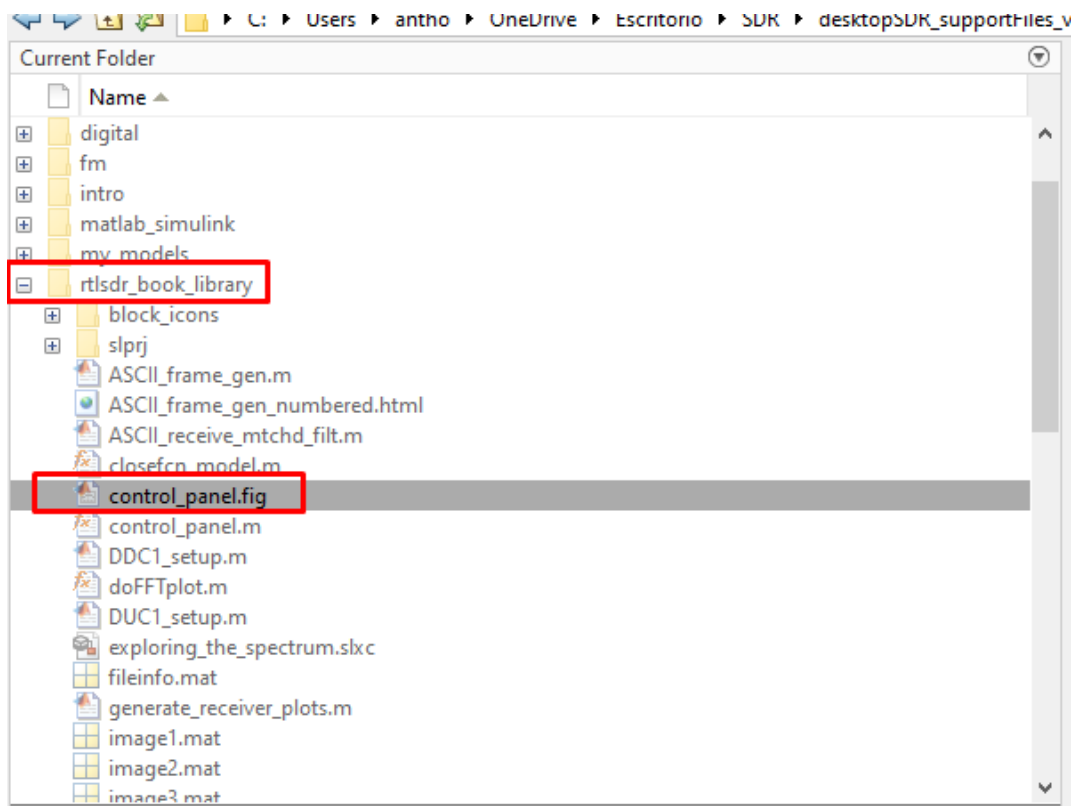 C: Users antho OneDrive Escritorio SDR desktopSDR_supportFiles_v
Current Folder
Name
digital
fm
intro
matlab_simulink
my_models
rtlsdr_book_library
block_icons
slprj
ASCII_frame_gen.m
ASCII_frame_gen_numbered.html
ASCII_receive_mtchd_filt.m
closefcn_model.m
control_panel.fig
control_panel.m
DDC1_setup.m
doFFTplot.m
DUC1_setup.m
exploring_the_spectrum.slxc
fileinfo.mat
generate_receiver_plots.m
image1.mat
image2.mat
image3.mat